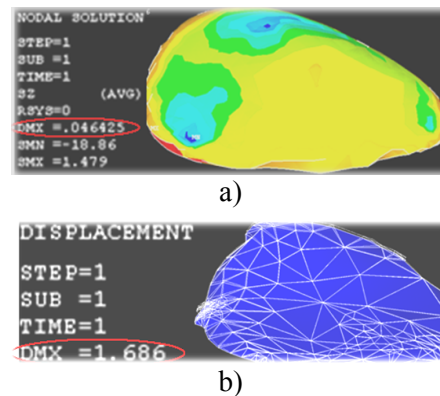 NODAL SOLUTION
STEP=1
SUB =1
TIME=1
SZ (AVG)
RSYS=0
DMX =.046425
SMN =-18.86
SMX =1.479
a)
DISPLACEMENT
STEP=1
SUB =1
TIME=1
DMX =1.686
b)